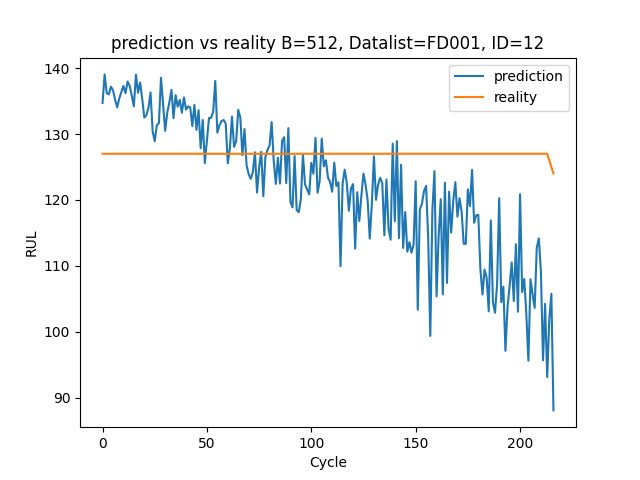 prediction vs reality B=512, Datalist=FD001, ID=12
prediction
reality
RUL
140
130
120
110
100
90
0
50
100
150
200
Cycle